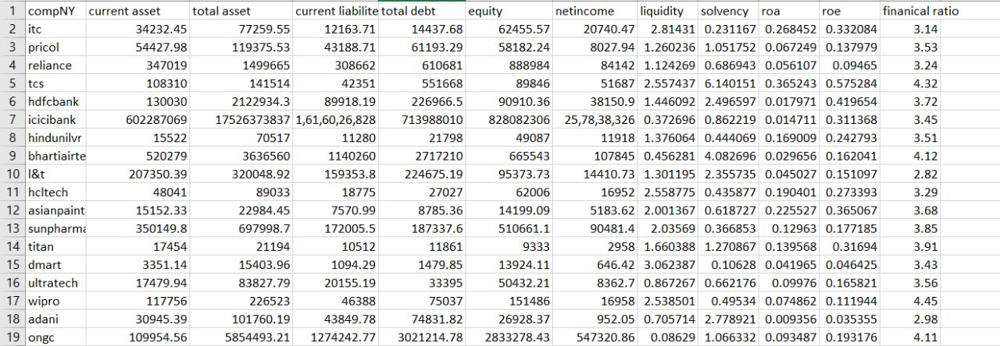 1 compNY current asset total asset current liabilite total debt equity netincome liquidity solvency roa roe finanical ratio
2 itc 34232.45 77259.55 12163.71 14437.68 62455.57 20740.47 2.81431 0.231167 0.268452 0.332084 3.14
3 pricol 54427.98 119375.53 43188.71 61193.29 58182.24 8027.94 1.260236 1.051752 0.067249 0.137979 3.53
4 reliance 347019 1499665 308662 610681 888984 84142 1.124269 0.686943 0.056107 0.09465 3.24
5 tcs 108310 141514 42351 551668 89846 51687 2.557437 6.140151 0.365243 0.575284 4.32
6 hdfcbank 130030 2122934.3 89918.19 226966.5 90910.36 38150.9 1.446092 2.496597 0.017971 0.419654 3.72
7 icicibank 602287069 17526373837 1,61,60,26,828 713988010 828082306 25,78,38,326 0.372696 0.862219 0.014711 0.311368 3.45
8 hindunilvr 15522 70517 11280 21798 49087 11918 1.376064 0.444069 0.169009 0.242793 3.51
9 bhartiairte 520279 3636560 1140260 2717210 665543 107845 0.456281 4.082696 0.029656 0.162041 4.12
10 l&t 207350.39 320048.92 159353.8 224675.19 95373.73 14410.73 1.301195 2.355735 0.045027 0.151097 2.82
11 hcltech 48041 89033 18775 27027 62006 16952 2.558775 0.435877 0.190401 0.273393 3.29
12 asianpaint 15152.33 22984.45 7570.99 8785.36 14199.09 5183.62 2.001367 0.618727 0.225527 0.365067 3.68
13 sunpharma 350149.8 697998.7 172005.5 187337.6 510661.1 90481.4 2.03569 0.366853 0.12963 0.177185 3.85
14 titan 17454 21194 10512 11861 9333 2958 1.660388 1.270867 0.139568 0.31694 3.91
15 dmart 3351.14 15403.96 1094.29 1479.85 13924.11 646.42 3.062387 0.10628 0.041965 0.046425 3.43
16 ultratech 17479.94 83827.79 20155.19 33395 50432.21 8362.7 0.867267 0.662176 0.09976 0.165821 3.56
17 wipro 117756 226523 46388 75037 151486 16958 2.538501 0.49534 0.074862 0.111944 4.45
18 adani 30945.39 101760.19 43849.78 74831.82 26928.37 952.05 0.705714 2.778921 0.009356 0.035355 2.98
19 ongc 109954.56 5854493.21 1274242.77 3021214.78 2833278.43 547320.86 0.08629 1.066332 0.093487 0.193176 4.11